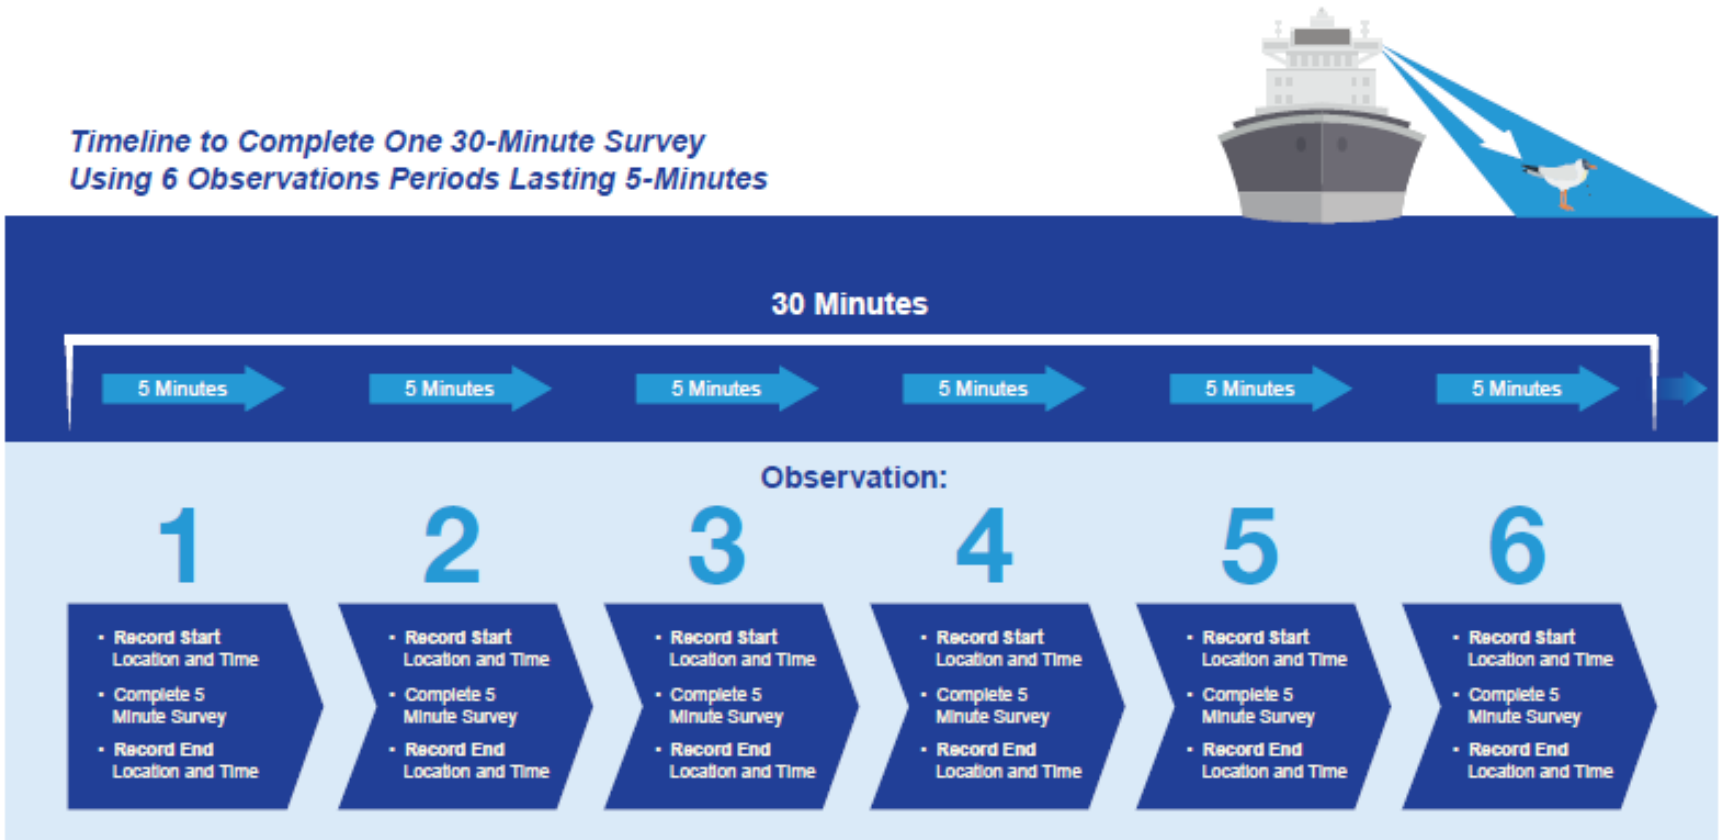 Timeline to Complete One 30-Minute Survey
Using 6 Observations Periods Lasting 5-Minutes
30 Minutes
5 Minutes
5 Minutes
5 Minutes
5 Minutes
5 Minutes
5 Minutes
Observation:
1
2
3
4
5
6
▪ Record Start
Location and Time
▪ Complete 5
Minute Survey
▪ Record End
Location and Time
▪ Record Start
Location and Time
▪ Complete 5
Minute Survey
▪ Record End
Location and Time
▪ Record Start
Location and Time
▪ Complete 5
Minute Survey
▪ Record End
Location and Time
▪ Record Start
Location and Time
▪ Complete 5
Minute Survey
▪ Record End
Location and Time
▪ Record Start
Location and Time
▪ Complete 5
Minute Survey
▪ Record End
Location and Time
▪ Record Start
Location and Time
▪ Complete 5
Minute Survey
▪ Record End
Location and Time